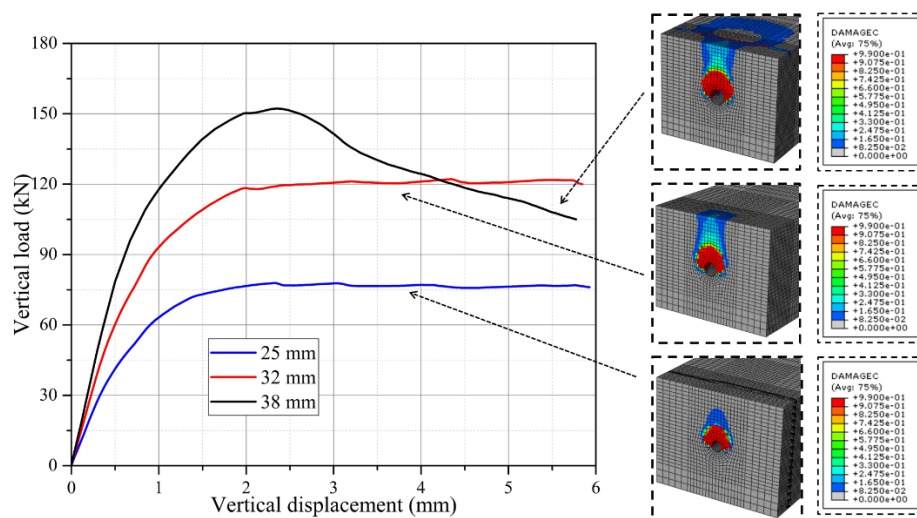 180
150
120
90
60
30
0
Vertical load (kN)
0
1
2
3
4
5
6
Vertical displacement (mm)
25 mm
32 mm
38 mm
DAMAGEC
(Avg: 75%)
+9.900e-01
+9.075e-01
+8.250e-01
+7.425e-01
+6.600e-01
+5.775e-01
+4.950e-01
+4.125e-01
+3.300e-01
+2.475e-01
+1.650e-01
+8.250e-02
+0.000e+00
DAMAGEC
(Avg: 75%)
+9.900e-01
+9.075e-01
+8.250e-01
+7.425e-01
+6.600e-01
+5.775e-01
+4.950e-01
+4.125e-01
+3.300e-01
+2.475e-01
+1.650e-01
+8.250e-02
+0.000e+00
DAMAGEC
(Avg: 75%)
+9.900e-01
+9.075e-01
+8.250e-01
+7.425e-01
+6.600e-01
+5.775e-01
+4.950e-01
+4.125e-01
+3.300e-01
+2.475e-01
+1.650e-01
+8.250e-02
+0.000e+00